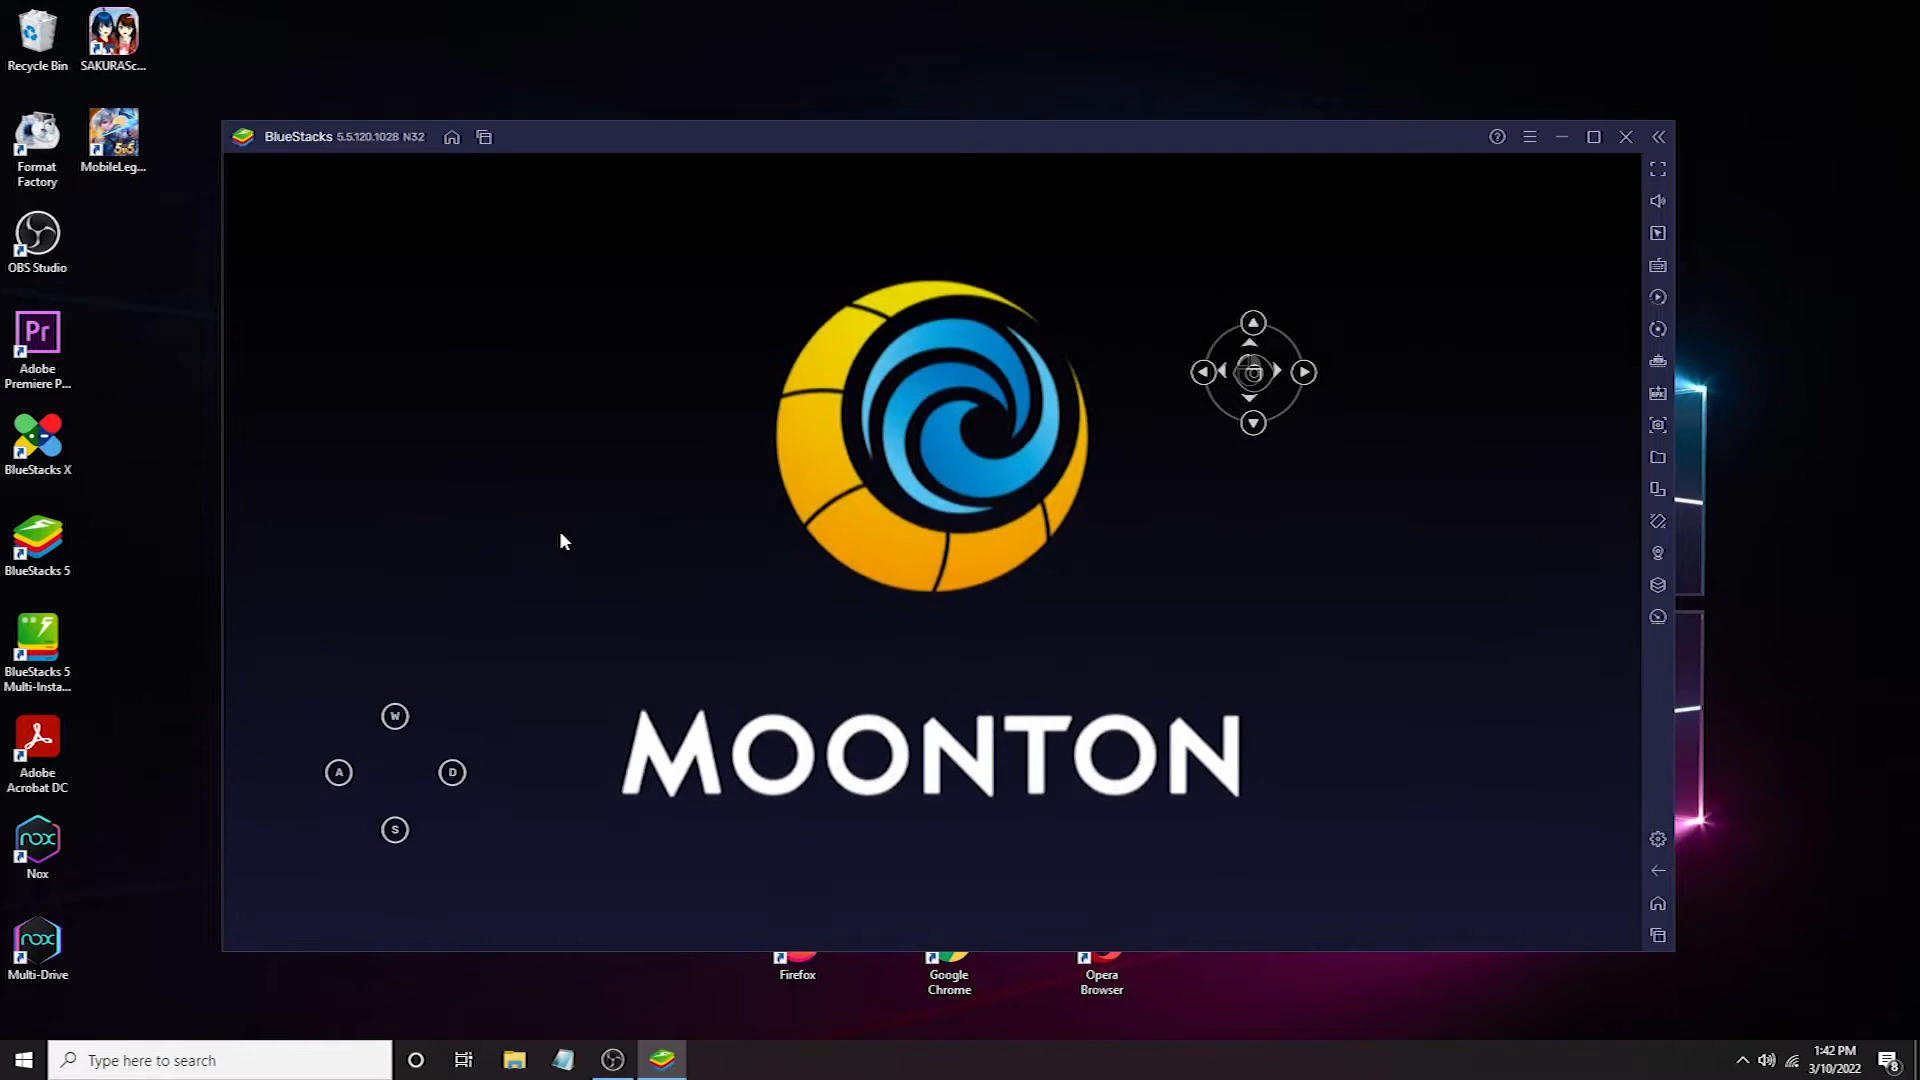 Recycle Bin
SAKURASc...
Format
Factory
5v5
MobileLeg...
OBS Studio
Pr
Adobe
Premiere P...
BlueStacks X
BlueStacks 5
BlueStacks 5
Multi-Insta...
Adobe
Acrobat DC
nox
Nox
nox
Multi-Drive
BlueStacks 5.5.120.1028 N32
W
A
D
S
MOONTON
Firefox
Google
Chrome
Opera
Browser
Type here to search
1:42 PM
3/10/2022
8